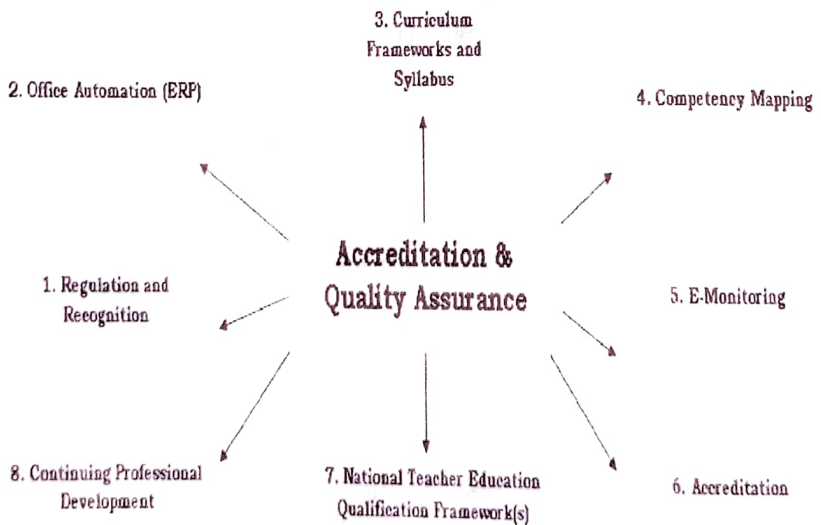 3. Curriculum
Frameworks and
Syllabus
2. Office Automation (ERP)
4. Competency Mapping
Accreditation &
Quality Assurance
1. Regulation and
Recognition
5. E-Monitoring
8. Continuing Professional
Development
7. National Teacher Education
Qualification Framework(s)
6. Accreditation